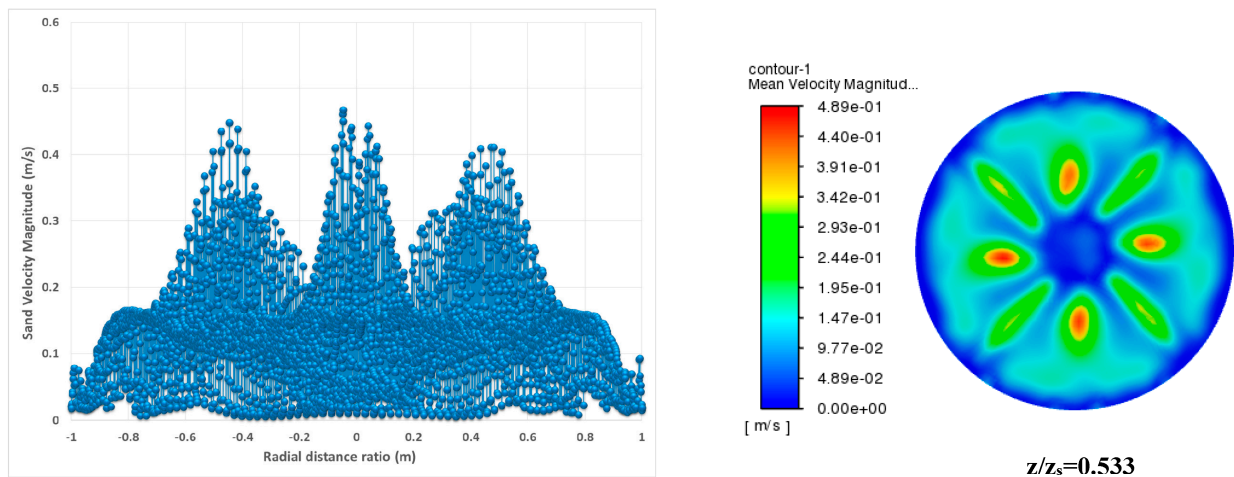 0.6
0.5
0.4
0.3
0.2
0.1
0
Sand Velocity Magnitude (m/s)
-1 -0.8 -0.6 -0.4 -0.2 0 0.2 0.4 0.6 0.8 1
Radial distance ratio (m)
contour-1
Mean Velocity Magnitud...
4.89e-01
4.40e-01
3.91e-01
3.42e-01
2.93e-01
2.44e-01
1.95e-01
1.47e-01
9.77e-02
4.89e-02
0.00e+00
[ m/s ]
z/zₛ=0.533